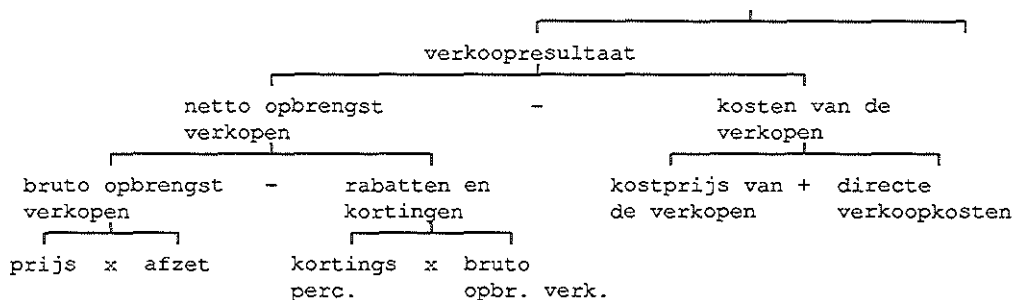 verkoopresultaat
netto opbrengst - kosten van de
verkopen verkopen
bruto opbrengst - rabatten en kostprijs van + directe
verkopen kortingen de verkopen verkoopkosten
prijs x afzet kortings x bruto
perc. opbr. verk.